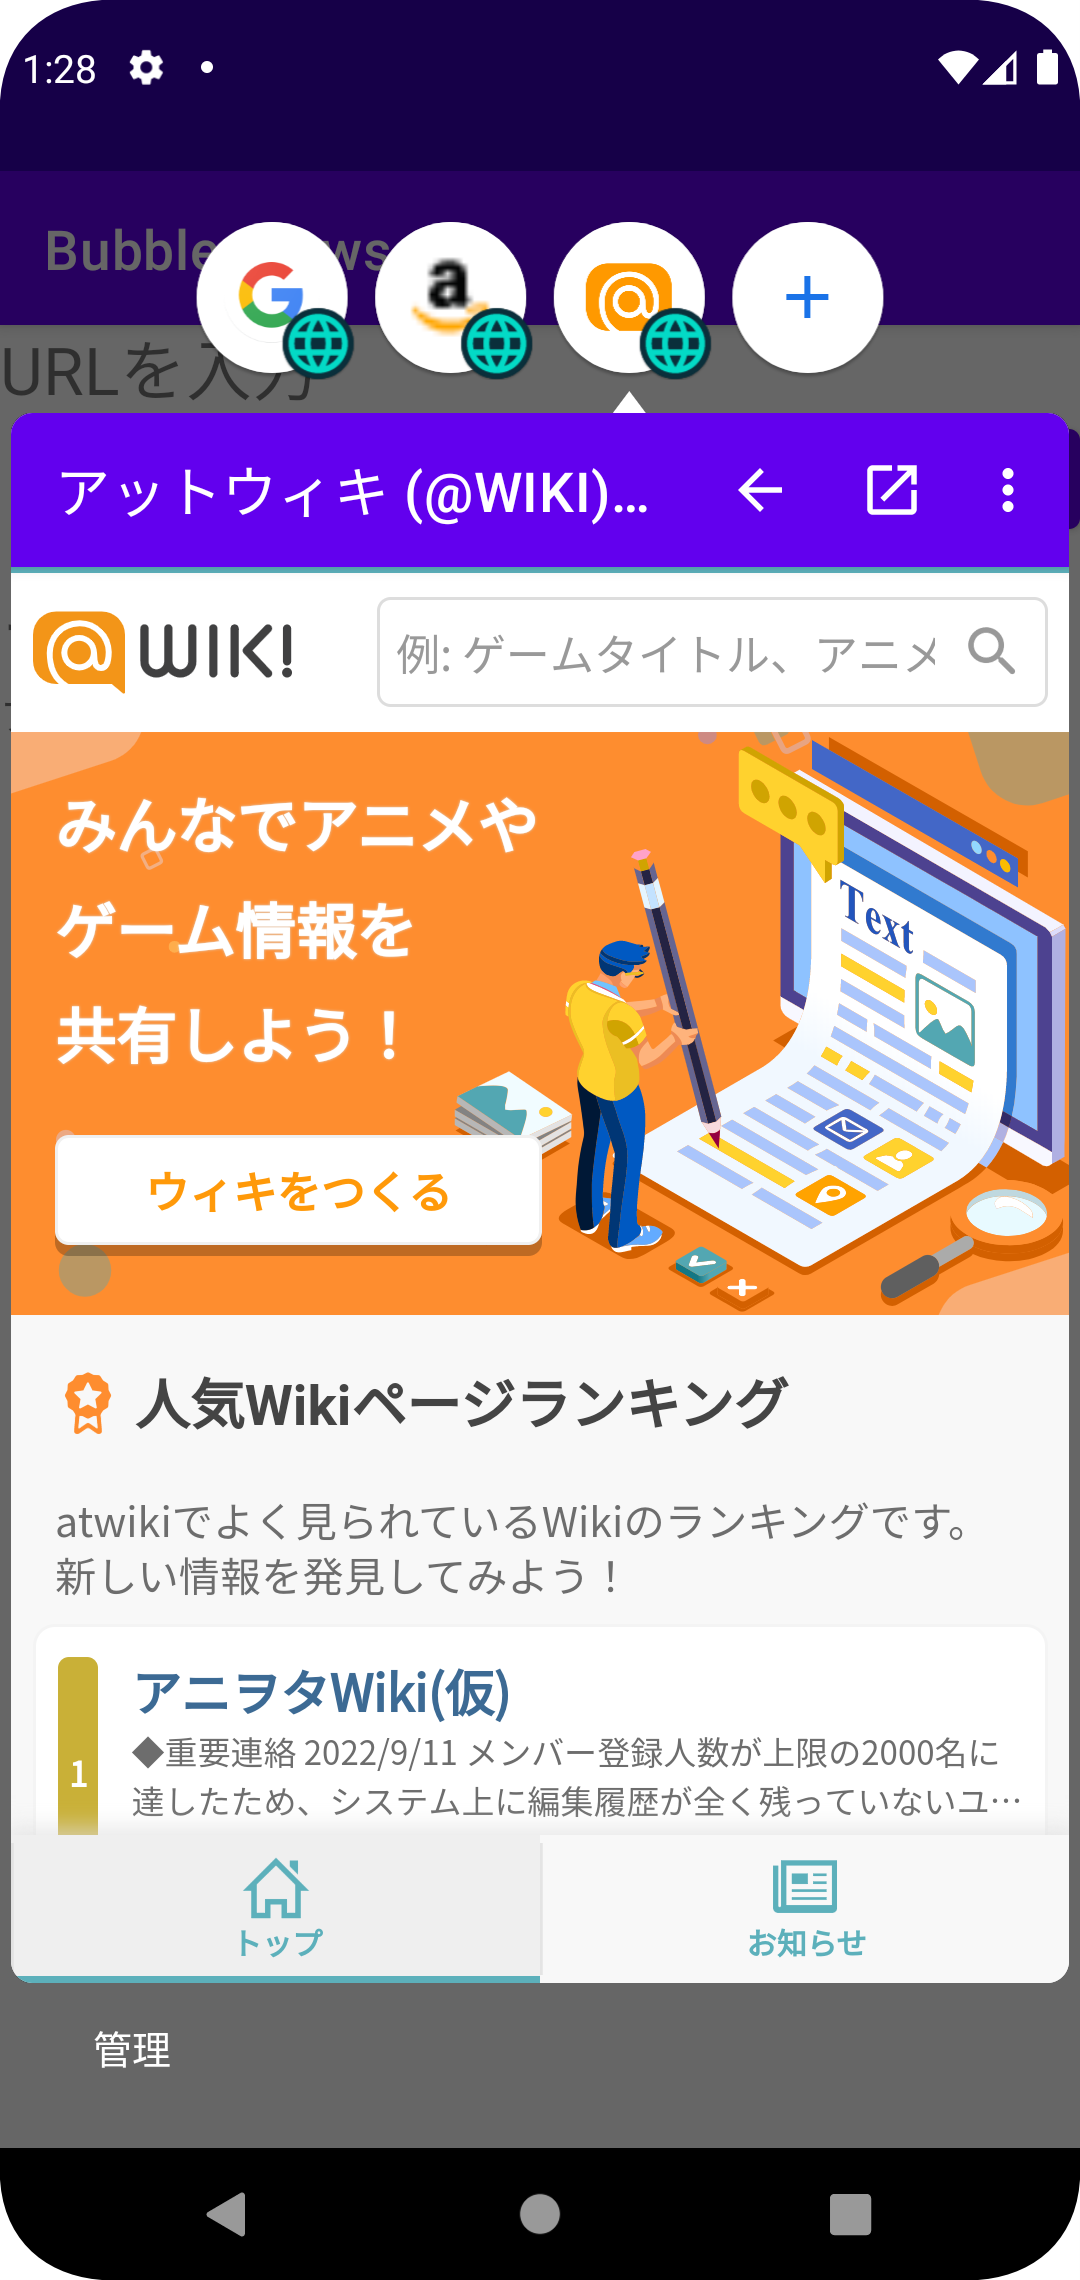 1:28
URLを入力
アットウィキ (@WIKI)...
WIKI
例: ゲームタイトル、アニメ
みんなでアニメや
ゲーム情報を
共有しよう！
Text
ウィキをつくる
人気Wikiページランキング
atwikiでよく見られているWikiのランキングです。
新しい情報を発見してみよう！
アニヲタWiki(仮)
1
◆重要連絡 2022/9/11 メンバー登録人数が上限の2000名に
達したため、システム上に編集履歴が全く残っていないユ…
トップ
お知らせ
管理